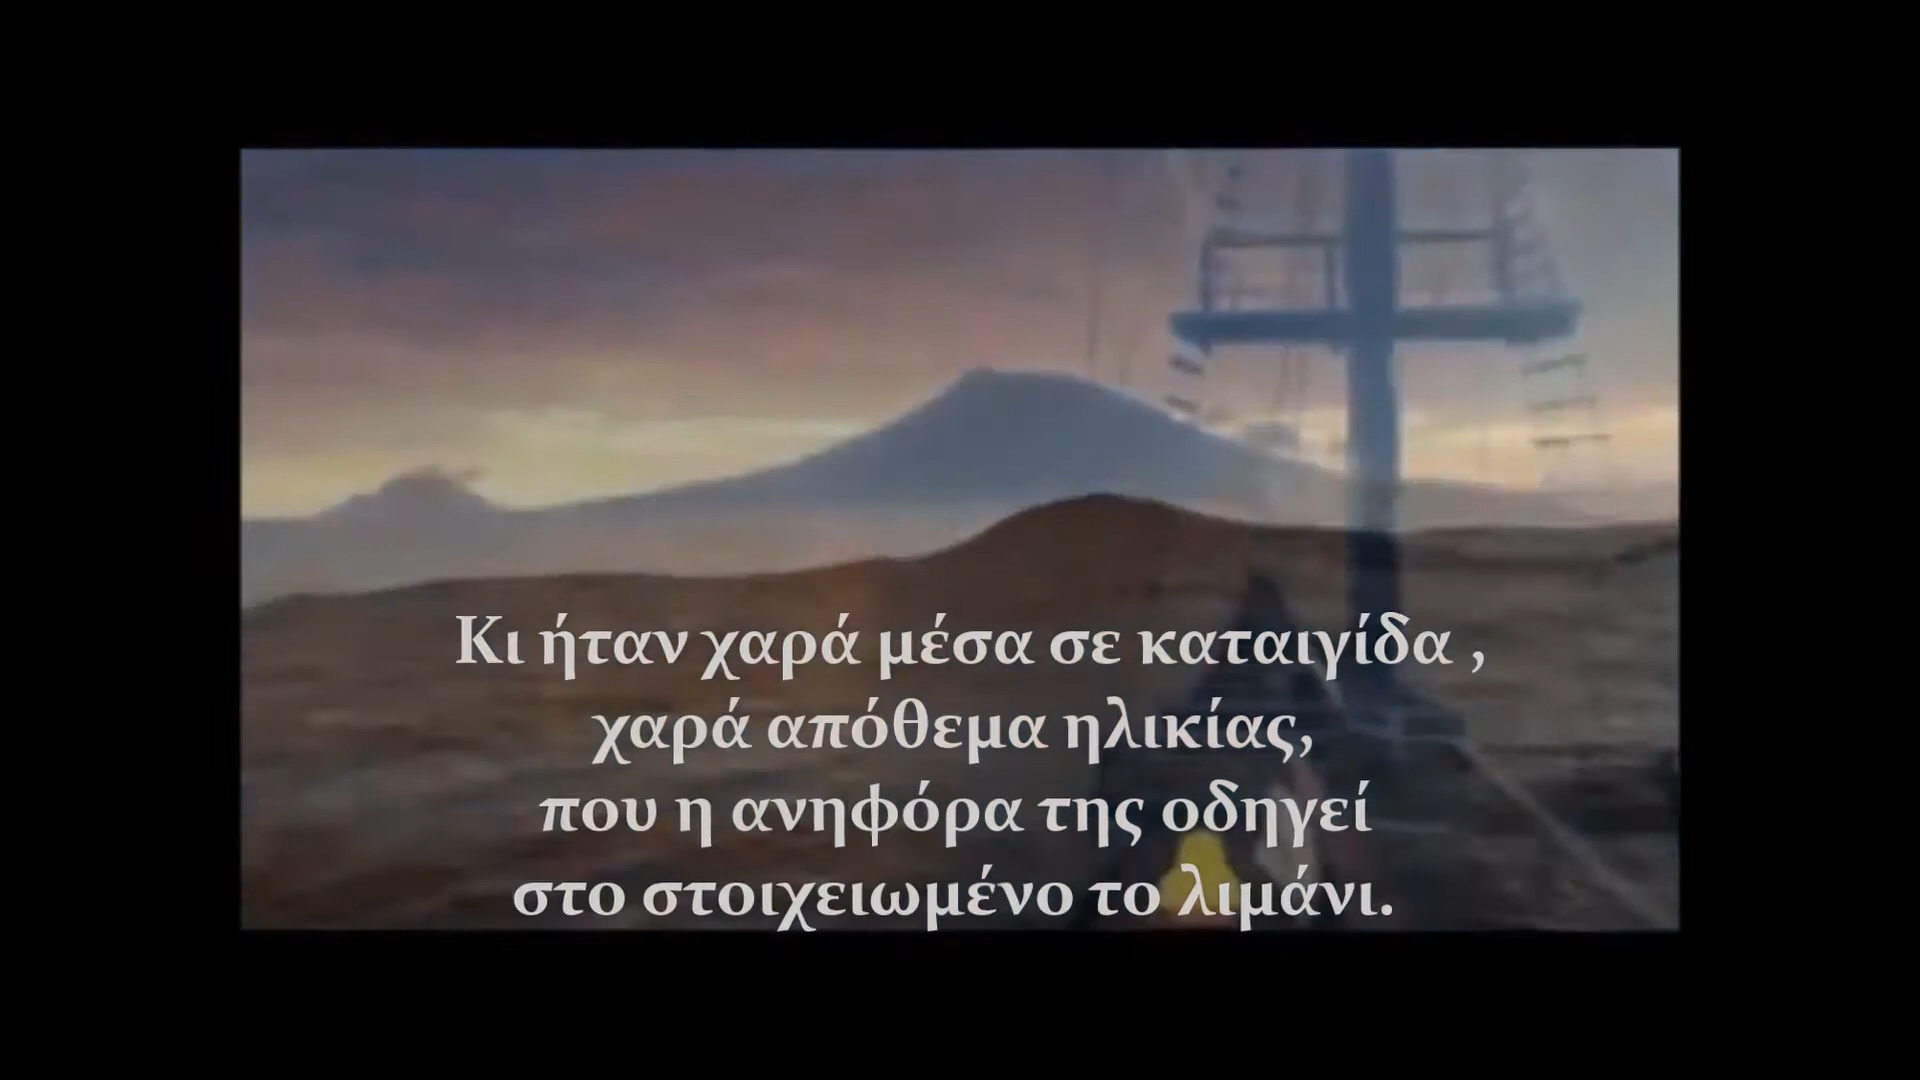 Κι ήταν χαρά μέσα σε καταιγίδα ,
χαρά απόθεμα ηλικίας,
που η ανηφόρα της οδηγεί
στο στοιχειωμένο το λιμάνι.